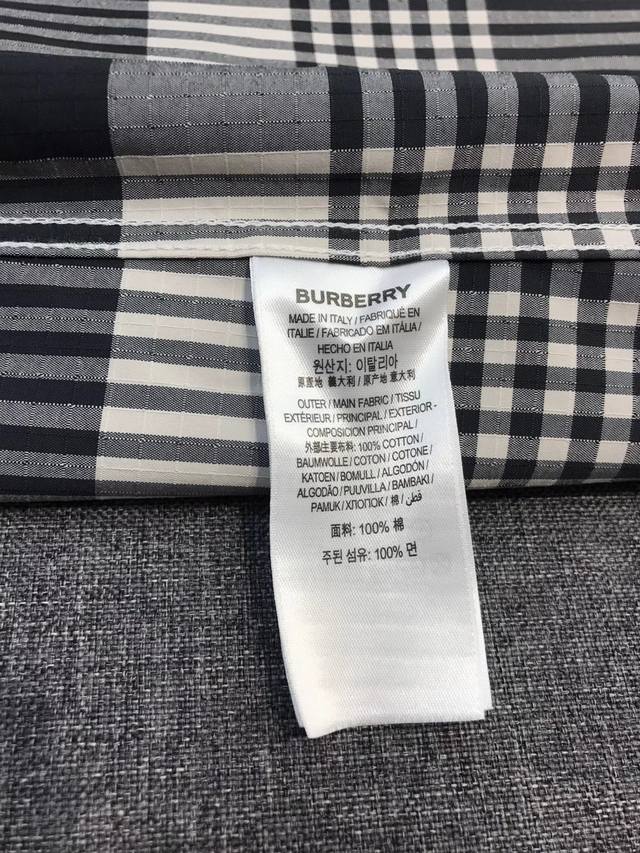 BURBERRY
MADE IN ITALY / FABRIQUÉ EN
ITALIE / FABRICADO EM ITÁLIA /
HECHO EN ITALIA
원산지: 이탈리아
原產地 義大利 / 原产地 意大利
OUTER / MAIN FABRIC / TISSU
EXTÉRIEUR / PRINCIPAL / EXTERIOR -
COMPOSICION PRINCIPAL /
外部主要布料: 100% COTTON /
BAUMWOLLE / COTON / COTONE /
KATOEN / BOMULL / ALGODÓN /
ALGODÃO / PUUVILLA / BAMBAKI /
PAMUK / ХЛОПОК / 棉 / قطن
面料: 100% 棉
주된 섬유: 100% 면